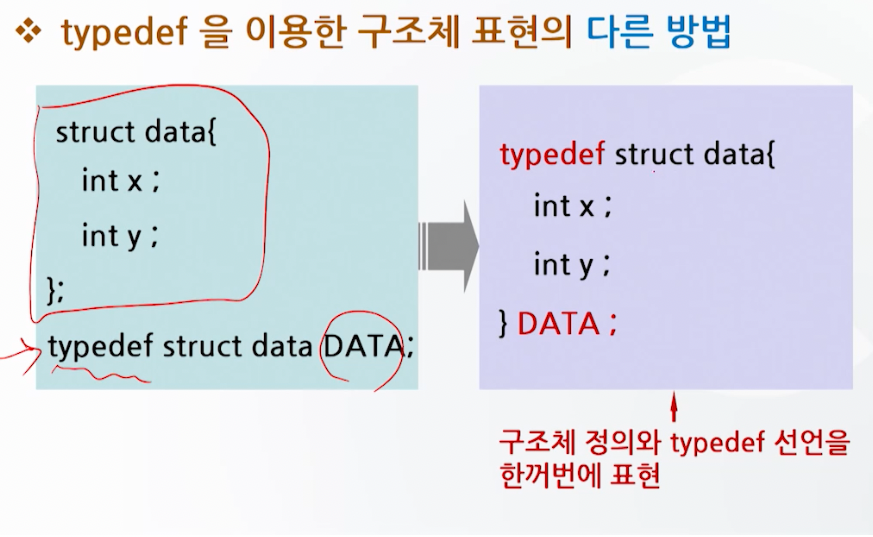 ❖ typedef 을 이용한 구조체 표현의 다른 방법
struct data{
int x ;
int y ;
};
typedef struct data DATA;
typedef struct data{
int x ;
int y ;
} DATA ;
구조체 정의와 typedef 선언을
한꺼번에 표현